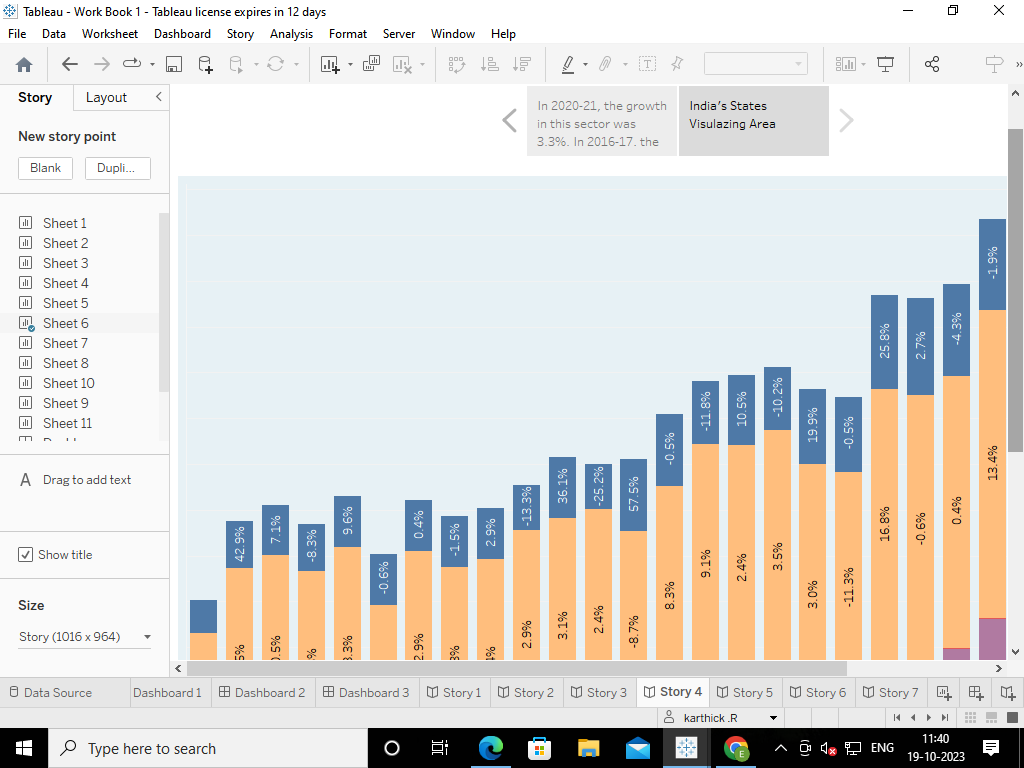 Tableau - Work Book 1 - Tableau license expires in 12 days
File Data Worksheet Dashboard Story Analysis Format Server Window Help
Story Layout
New story point
Blank Dupli...
Sheet 1
Sheet 2
Sheet 3
Sheet 4
Sheet 5
Sheet 6
Sheet 7
Sheet 8
Sheet 10
Sheet 9
Sheet 11
A Drag to add text
Show title
Size
Story (1016 x 964)
In 2020-21, the growth
in this sector was
3.3%. In 2016-17. the
India's States
Visulazing Area
42.9%
7.1%
-8.3%
9.6%
-0.6%
0.4%
-1.5%
2.9%
-13.3%
36.1%
-25.2%
57.5%
-0.5%
-11.8%
10.5%
-10.2%
19.9%
-0.5%
25.8%
2.7%
-4.3%
-1.9%
2.9%
3.1%
2.4%
-8.7%
8.3%
9.1%
2.4%
3.5%
3.0%
-11.3%
16.8%
-0.6%
0.4%
13.4%
Data Source Dashboard 1 Dashboard 2 Dashboard 3 Story 1 Story 2 Story 3 Story 4 Story 5 Story 6 Story 7
karthick .R
Type here to search
E
ENG
11:40
19-10-2023